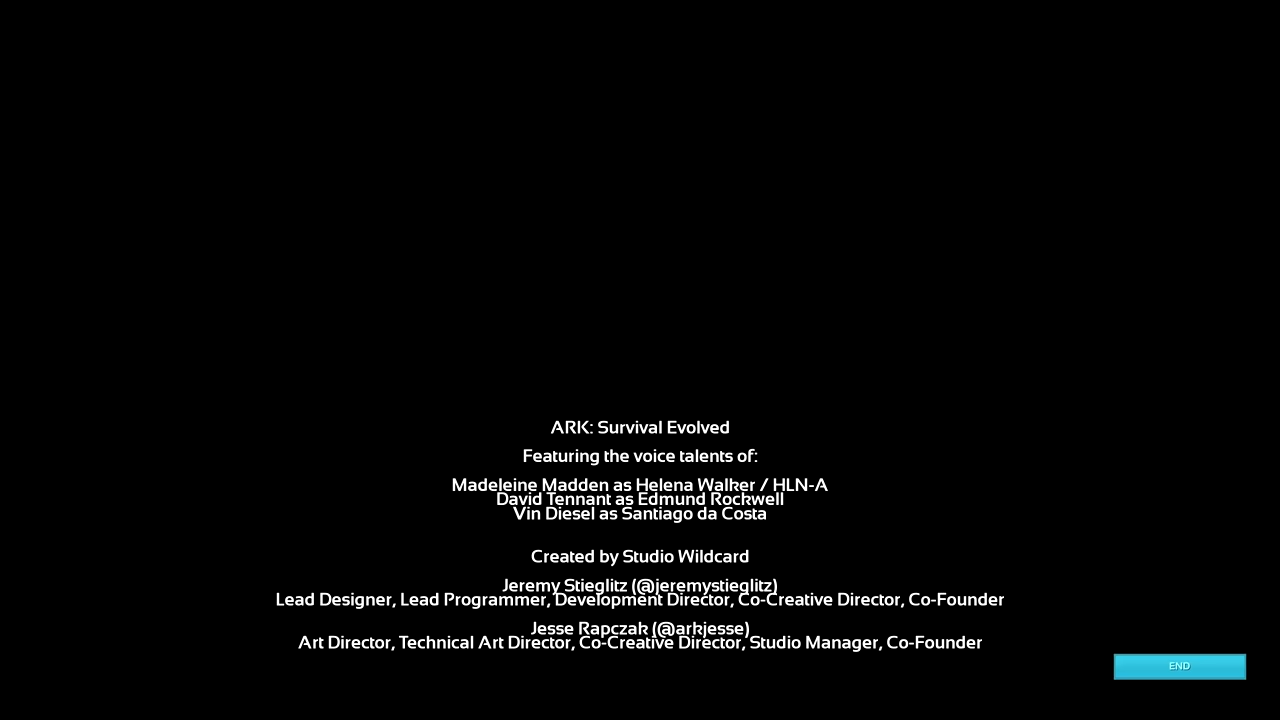 ARK: Survival Evolved
Featuring the voice talents of:
Madeleine Madden as Helena Walker / HLN-A
David Tennant as Edmund Rockwell
Vin Diesel as Santiago da Costa
Created by Studio Wildcard
Jeremy Stieglitz (@jeremystieglitz)
Lead Designer, Lead Programmer, Development Director, Co-Creative Director, Co-Founder
Jesse Rapczak (@arkjesse)
Art Director, Technical Art Director, Co-Creative Director, Studio Manager, Co-Founder
END